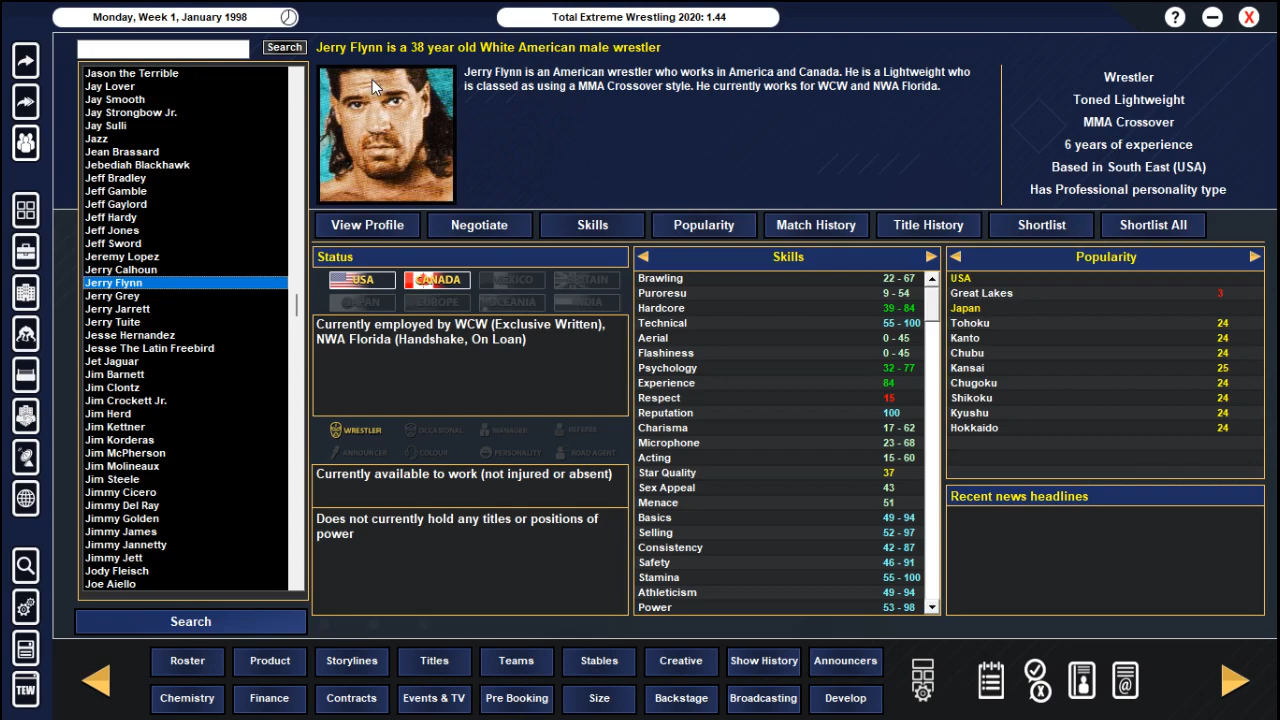 Monday, Week 1, January 1998
Total Extreme Wrestling 2020: 1.44
?
X
Search
Jerry Flynn is a 38 year old White American male wrestler
Jason the Terrible
Jay Lover
Jay Smooth
Jay Strongbow Jr.
Jay Sulli
Jazz
Jean Brassard
Jebediah Blackhawk
Jeff Bradley
Jeff Gamble
Jeff Gaylord
Jeff Hardy
Jeff Jones
Jeff Sword
Jeremy Lopez
Jerry Calhoun
Jerry Flynn
Jerry Grey
Jerry Jarrett
Jerry Tuite
Jesse Hernandez
Jesse The Latin Freebird
Jet Jaguar
Jim Barnett
Jim Clontz
Jim Crockett Jr.
Jim Herd
Jim Kettner
Jim Korderas
Jim McPherson
Jim Molineaux
Jim Steele
Jimmy Cicero
Jimmy Del Ray
Jimmy Golden
Jimmy James
Jimmy Jannetty
Jimmy Jett
Jody Fleisch
Joe Aiello
Search
Jerry Flynn is an American wrestler who works in America and Canada. He is a Lightweight who
is classed as using a MMA Crossover style. He currently works for WCW and NWA Florida.
Wrestler
Toned Lightweight
MMA Crossover
6 years of experience
Based in South East (USA)
Has Professional personality type
View Profile
Negotiate
Skills
Popularity
Match History
Title History
Shortlist
Shortlist All
Status
USA
CANADA
MEXICO
BRITAIN
JAPAN
EUROPE
OCEANIA
INDIA
Currently employed by WCW (Exclusive Written),
NWA Florida (Handshake, On Loan)
WRESTLER
OCCASIONAL
MANAGER
REFEREE
ANNOUNCER
COLOUR
PERSONALITY
ROAD AGENT
Currently available to work (not injured or absent)
Does not currently hold any titles or positions of
power
Skills
Brawling 22 - 67
Puroresu 9 - 54
Hardcore 39 - 84
Technical 55 - 100
Aerial 0 - 45
Flashiness 0 - 45
Psychology 32 - 77
Experience 84
Respect 15
Reputation 100
Charisma 17 - 62
Microphone 23 - 68
Acting 15 - 60
Star Quality 37
Sex Appeal 43
Menace 51
Basics 49 - 94
Selling 52 - 97
Consistency 42 - 87
Safety 46 - 91
Stamina 55 - 100
Athleticism 49 - 94
Power 53 - 98
Popularity
USA
Great Lakes 3
Japan
Tohoku 24
Kanto 24
Chubu 24
Kansai 25
Chugoku 24
Shikoku 24
Kyushu 24
Hokkaido 24
Recent news headlines
TEW
Roster
Product
Storylines
Titles
Teams
Stables
Creative
Show History
Announcers
Chemistry
Finance
Contracts
Events & TV
Pre Booking
Size
Backstage
Broadcasting
Develop